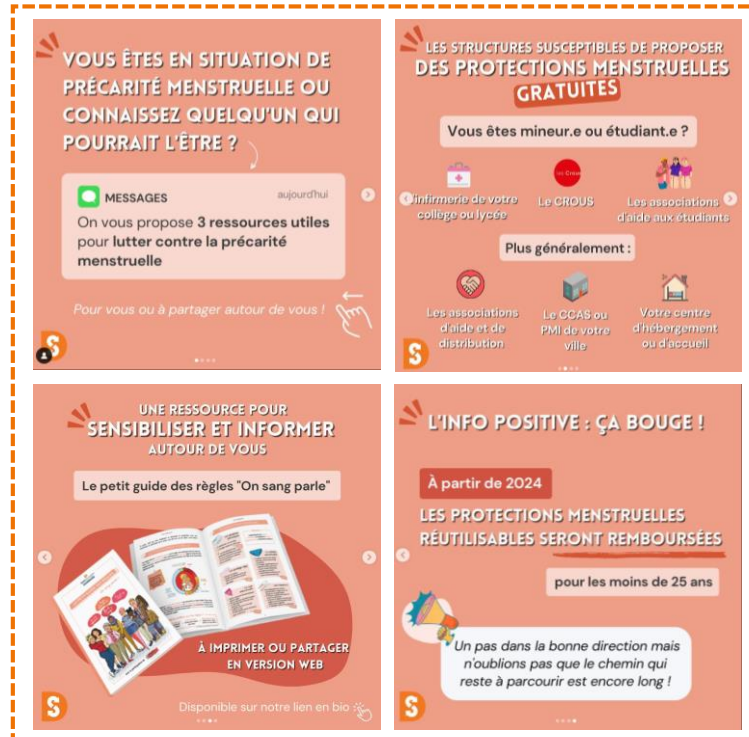 VOUS ÊTES EN SITUATION DE
PRÉCARITÉ MENSTRUELLE OU
CONNAISSEZ QUELQU'UN QUI
POURRAIT L'ÊTRE ?
MESSAGES
aujourd'hui
On vous propose 3 ressources utiles
pour lutter contre la précarité
menstruelle
Pour vous ou à partager autour de vous !
LES STRUCTURES SUSCEPTIBLES DE PROPOSER
DES PROTECTIONS MENSTRUELLES
GRATUITES
Vous êtes mineur.e ou étudiant.e ?
infirmerie de votre
collège ou lycée
Le CROUS
Les associations
d'aide aux étudiants
Plus généralement :
Les associations
d'aide et de
distribution
Le CCAS ou
PMI de votre
ville
Votre centre
d'hébergement
ou d'accueil
UNE RESSOURCE POUR
SENSIBILISER ET INFORMER
AUTOUR DE VOUS
Le petit guide des règles "On sang parle"
À IMPRIMER OU PARTAGER
EN VERSION WEB
Disponible sur notre lien en bio
L'INFO POSITIVE : ÇA BOUGE !
À partir de 2024
LES PROTECTIONS MENSTRUELLES
RÉUTILISABLES SERONT REMBOURSÉES
pour les moins de 25 ans
Un pas dans la bonne direction mais
n'oublions pas que le chemin qui
reste à parcourir est encore long !